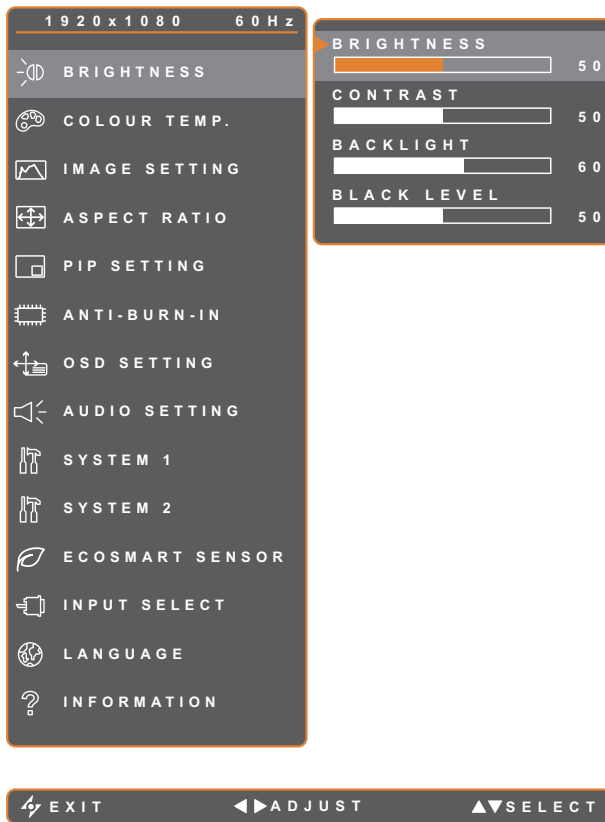 1920x1080 60Hz
BRIGHTNESS
COLOUR TEMP.
IMAGE SETTING
ASPECT RATIO
PIP SETTING
ANTI-BURN-IN
OSD SETTING
AUDIO SETTING
SYSTEM 1
SYSTEM 2
ECOSMART SENSOR
INPUT SELECT
LANGUAGE
INFORMATION
BRIGHTNESS
50
CONTRAST
50
BACKLIGHT
60
BLACK LEVEL
50
EXIT ADJUST SELECT